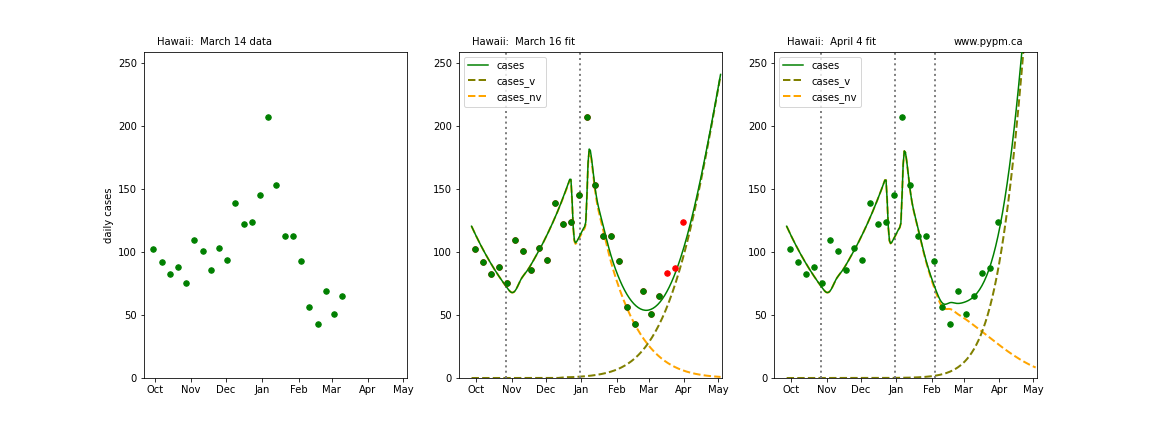 Hawaii:  March 14 data
daily cases
250
200
150
100
50
0
Oct Nov Dec Jan Feb Mar Apr May
Hawaii:  March 16 fit
cases
cases_v
cases_nv
250
200
150
100
50
0
Oct Nov Dec Jan Feb Mar Apr May
Hawaii:  April 4 fit www.pypm.ca
cases
cases_v
cases_nv
250
200
150
100
50
0
Oct Nov Dec Jan Feb Mar Apr May